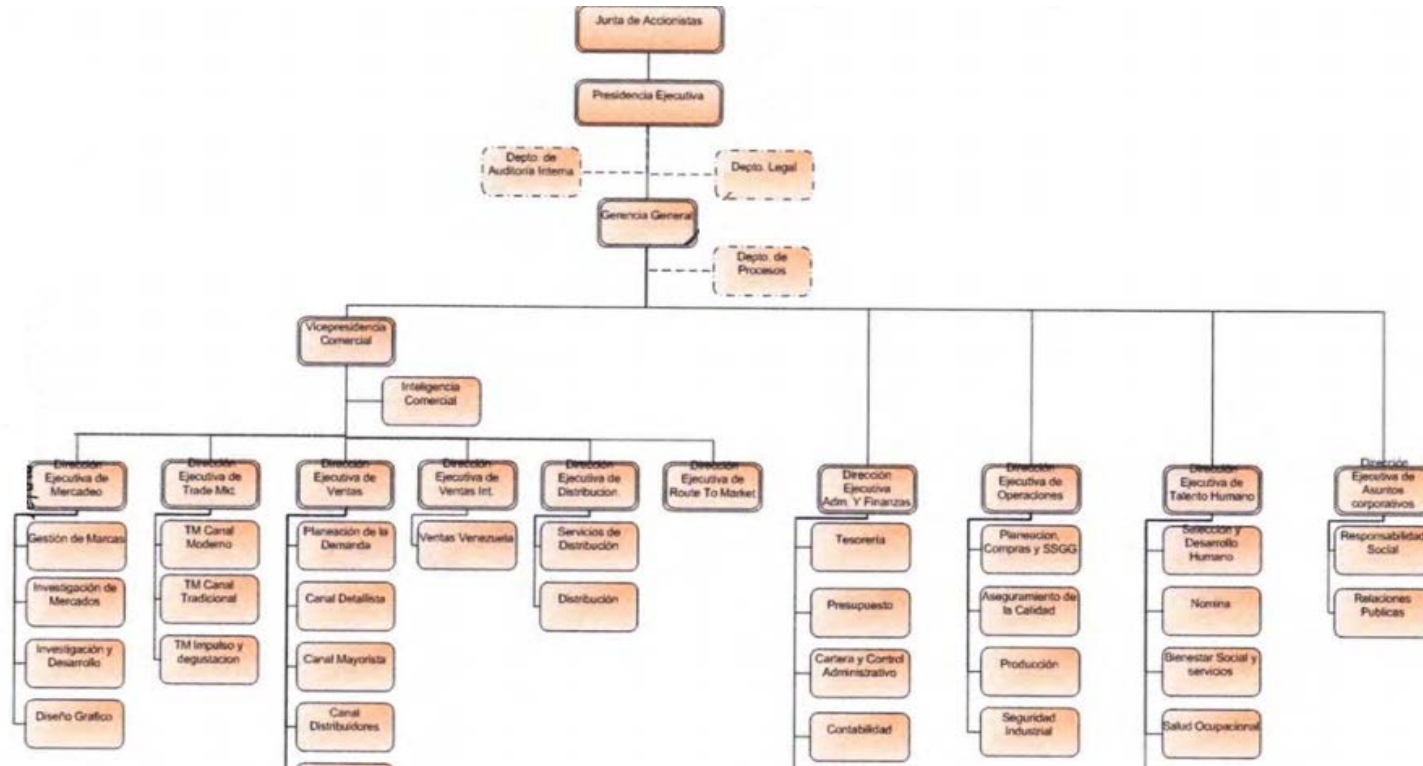 Junta de Accionistas
Presidencia Ejecutiva
Depto. de
Auditoría Interna
Depto. Legal
Gerencia General
Depto. de
Procesos
Vicepresidencia
Comercial
Inteligencia
Comercial
Dirección
Ejecutiva de
Mercadeo
Dirección
Ejecutiva de
Trade Mkt.
Dirección
Ejecutiva de
Ventas
Dirección
Ejecutiva de
Ventas Int.
Dirección
Ejecutiva de
Distribucion.
Dirección
Ejecutiva de
Route To Market
Dirección
Ejecutiva
Adm. Y Finanzas
Dirección
Ejecutiva de
Operaciones
Dirección
Ejecutiva de
Talento Humano
Dirección
Ejecutiva de
Asuntos
corporativos
Gestión de Marcas
Investigación de
Mercados
Investigación y
Desarrollo
Diseño Grafico
TM Canal
Moderno
TM Canal
Tradicional
TM Impulso y
degustacion
Planeación de la
Demanda
Canal Detallista
Canal Mayorista
Canal
Distribuidores
Ventas Venezuela
Servicios de
Distribución
Distribución
Tesorería
Presupuesto
Cartera y Control
Administrativo
Contabilidad
Planeacion,
Compras y SSGG
Aseguramiento de
la Calidad
Producción
Seguridad
Industrial
Selección y
Desarrollo
Humano
Nomina
Bienestar Social y
servicios
Salud Ocupacional
Responsabilidad
Social
Relaciones
Publicas